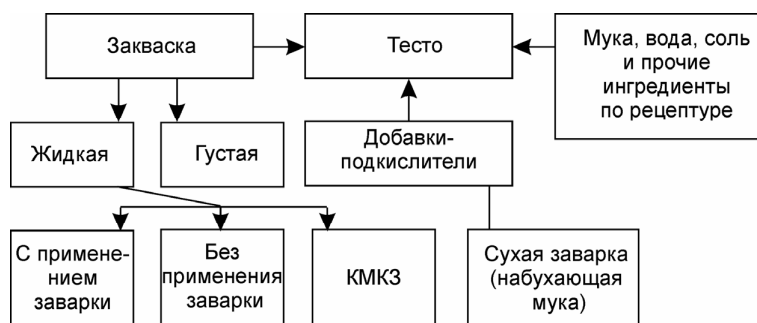 Закваска
Тесто
Мука, вода, соль
и прочие
ингредиенты
по рецептуре
Жидкая
Густая
Добавки-
подкислители
С примене-
нием
заварки
Без
применения
заварки
КМКЗ
Сухая заварка
(набухающая
мука)